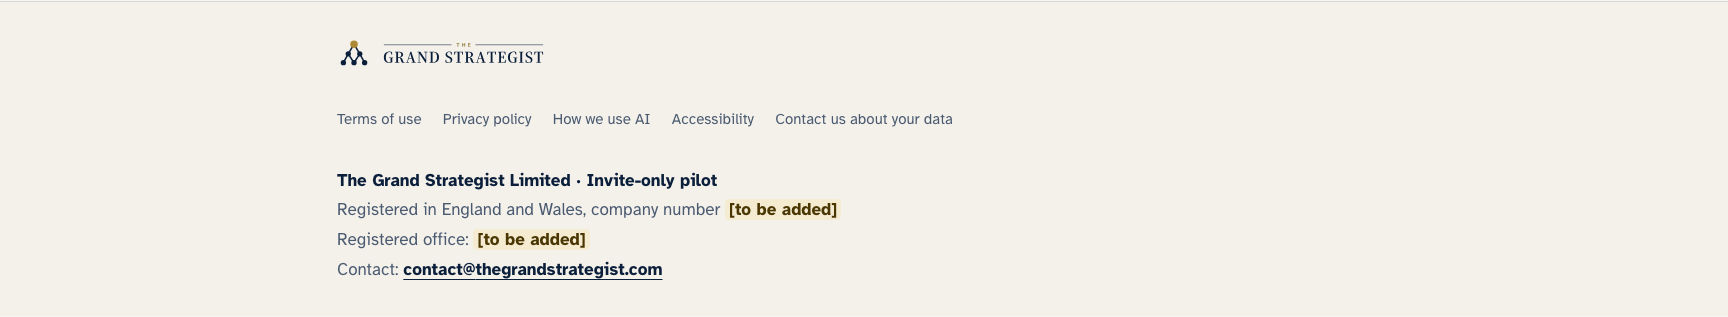 THE
GRAND STRATEGIST
Terms of use Privacy policy How we use AI Accessibility Contact us about your data
The Grand Strategist Limited · Invite-only pilot
Registered in England and Wales, company number [to be added]
Registered office: [to be added]
Contact: contact@thegrandstrategist.com